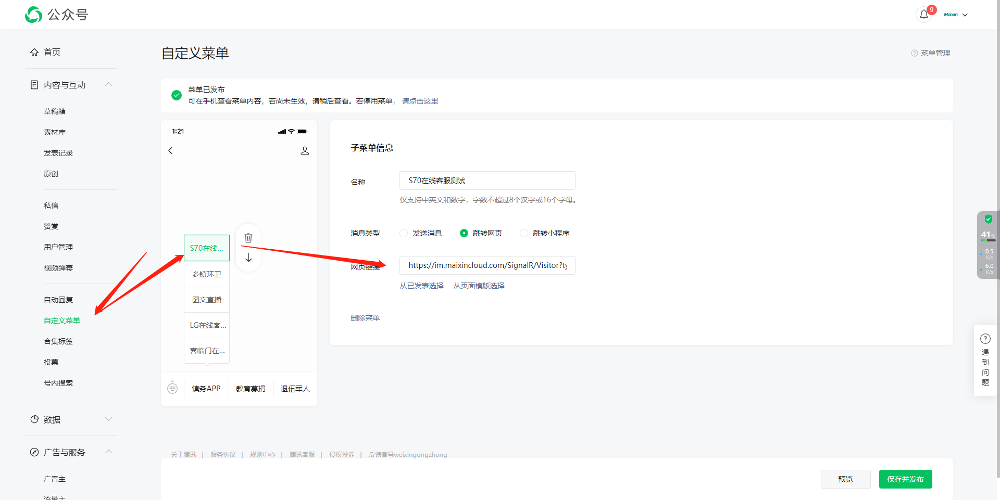 公众号
9
Maixin
首页
内容与互动
草稿箱
素材库
发表记录
原创
私信
赞赏
用户管理
视频弹幕
自动回复
自定义菜单
合集标签
投票
号内搜索
数据
广告与服务
广告主
流量主
自定义菜单
菜单管理
菜单已发布
可在手机查看菜单内容，若尚未生效，请稍后查看。若停用菜单， 请点击这里
1:21
S70在线...
乡镇环卫
图文直播
LG在线客...
喜临门在...
镇务APP
教育募捐
退伍军人
子菜单信息
名称
S70在线客服测试
仅支持中英文和数字，字数不超过8个汉字或16个字母。
消息类型
发送消息
跳转网页
跳转小程序
网页链接
https://im.maixincloud.com/SignalR/Visitor?ty
从已发表选择 从页面模版选择
删除菜单
41%
0.5
K/s
6.0
K/s
遇到问题
关于腾讯 | 服务协议 | 规则中心 | 腾讯客服 | 侵权投诉 | 反馈官号weixingongzhong
预览
保存并发布